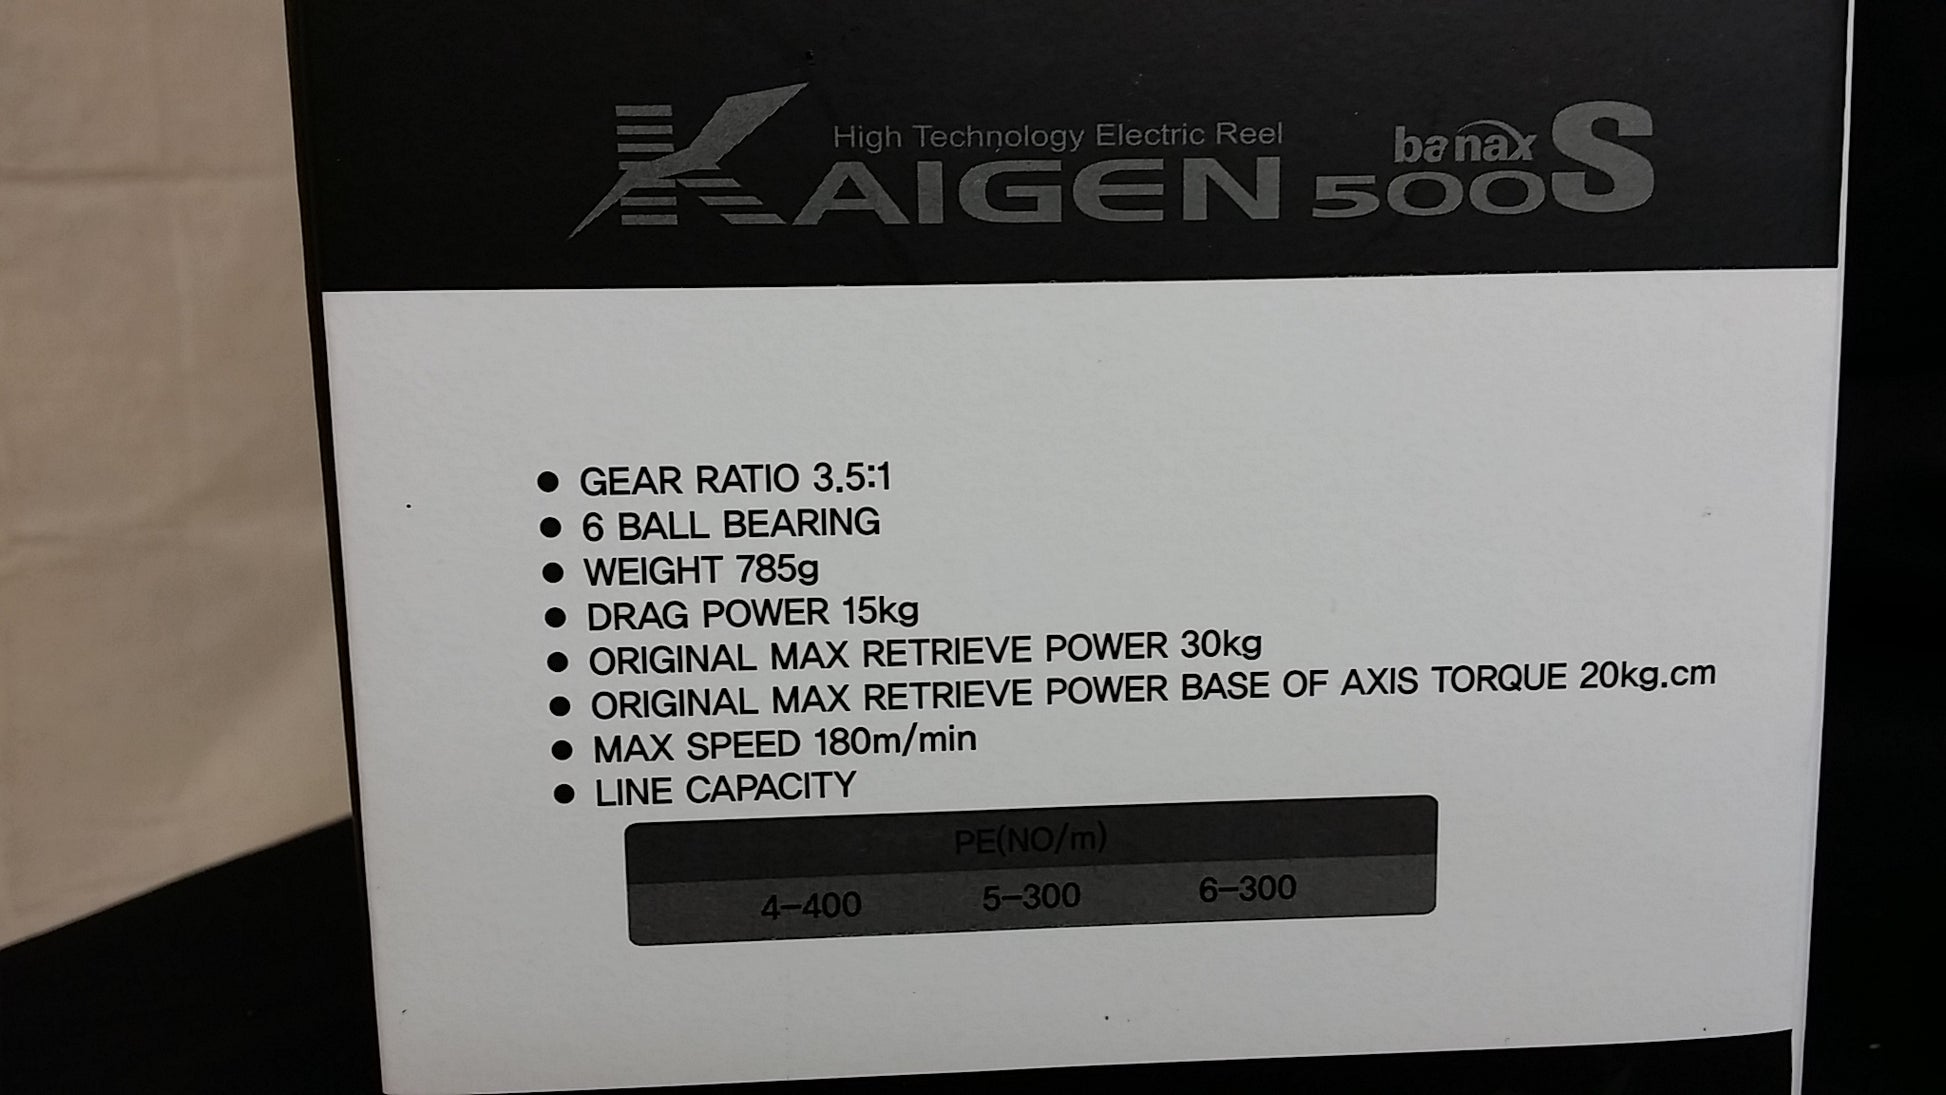 High Technology Electric Reel
KAIGEN 500S
banax
● GEAR RATIO 3.5:1
● 6 BALL BEARING
● WEIGHT 785g
● DRAG POWER 15kg
● ORIGINAL MAX RETRIEVE POWER 30kg
● ORIGINAL MAX RETRIEVE POWER BASE OF AXIS TORQUE 20kg.cm
● MAX SPEED 180m/min
● LINE CAPACITY
PE(NO/m)
4-400 5-300 6-300